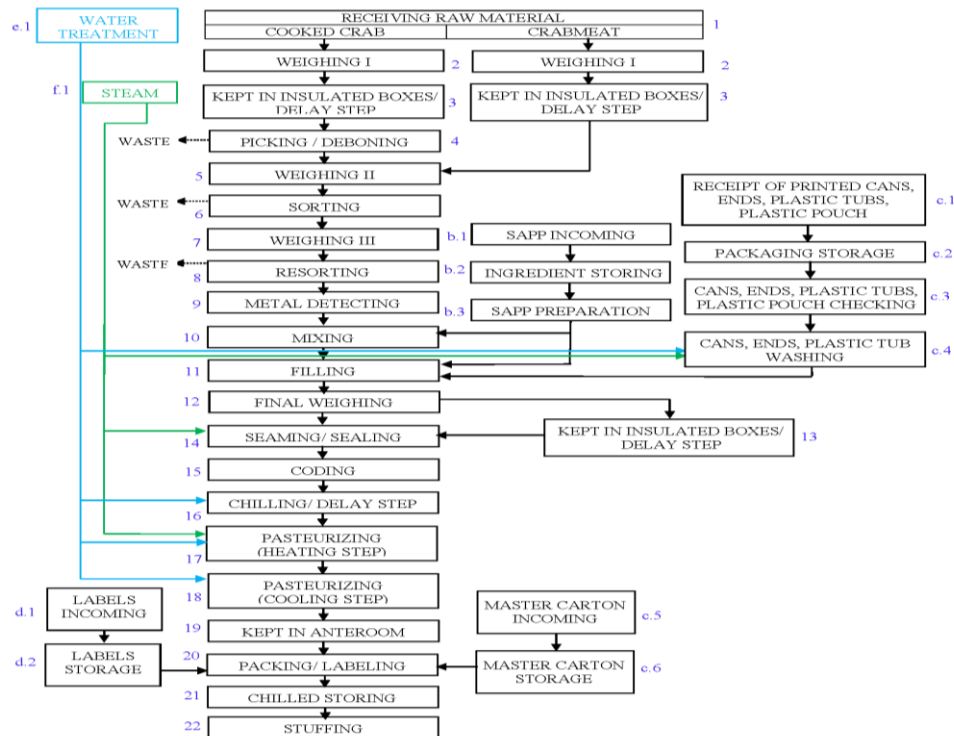 e.1
WATER
TREATMENT
RECEIVING RAW MATERIAL
1
COOKED CRAB
CRABMEAT
WEIGHING I
2
WEIGHING I
2
f.1
STEAM
KEPT IN INSULATED BOXES/
DELAY STEP
3
KEPT IN INSULATED BOXES/
DELAY STEP
3
WASTE
PICKING / DEBONING
4
5
WEIGHING II
WASTE
6
SORTING
RECEIPT OF PRINTED CANS,
ENDS, PLASTIC TUBS,
PLASTIC POUCH
c.1
7
WEIGHING III
b.1
SAPP INCOMING
PACKAGING STORAGE
c.2
WASTE
8
RESORTING
b.2
INGREDIENT STORING
9
METAL DETECTING
b.3
SAPP PREPARATION
CANS, ENDS, PLASTIC TUBS,
PLASTIC POUCH CHECKING
c.3
10
MIXING
CANS, ENDS, PLASTIC TUB
WASHING
c.4
11
FILLING
12
FINAL WEIGHING
KEPT IN INSULATED BOXES/
DELAY STEP
13
14
SEAMING/ SEALING
15
CODING
16
CHILLING/ DELAY STEP
17
PASTEURIZING
(HEATING STEP)
18
PASTEURIZING
(COOLING STEP)
d.1
LABELS
INCOMING
19
KEPT IN ANTEROOM
MASTER CARTON
INCOMING
c.5
d.2
LABELS
STORAGE
20
PACKING/ LABELING
MASTER CARTON
STORAGE
c.6
21
CHILLED STORING
22
STUFFING